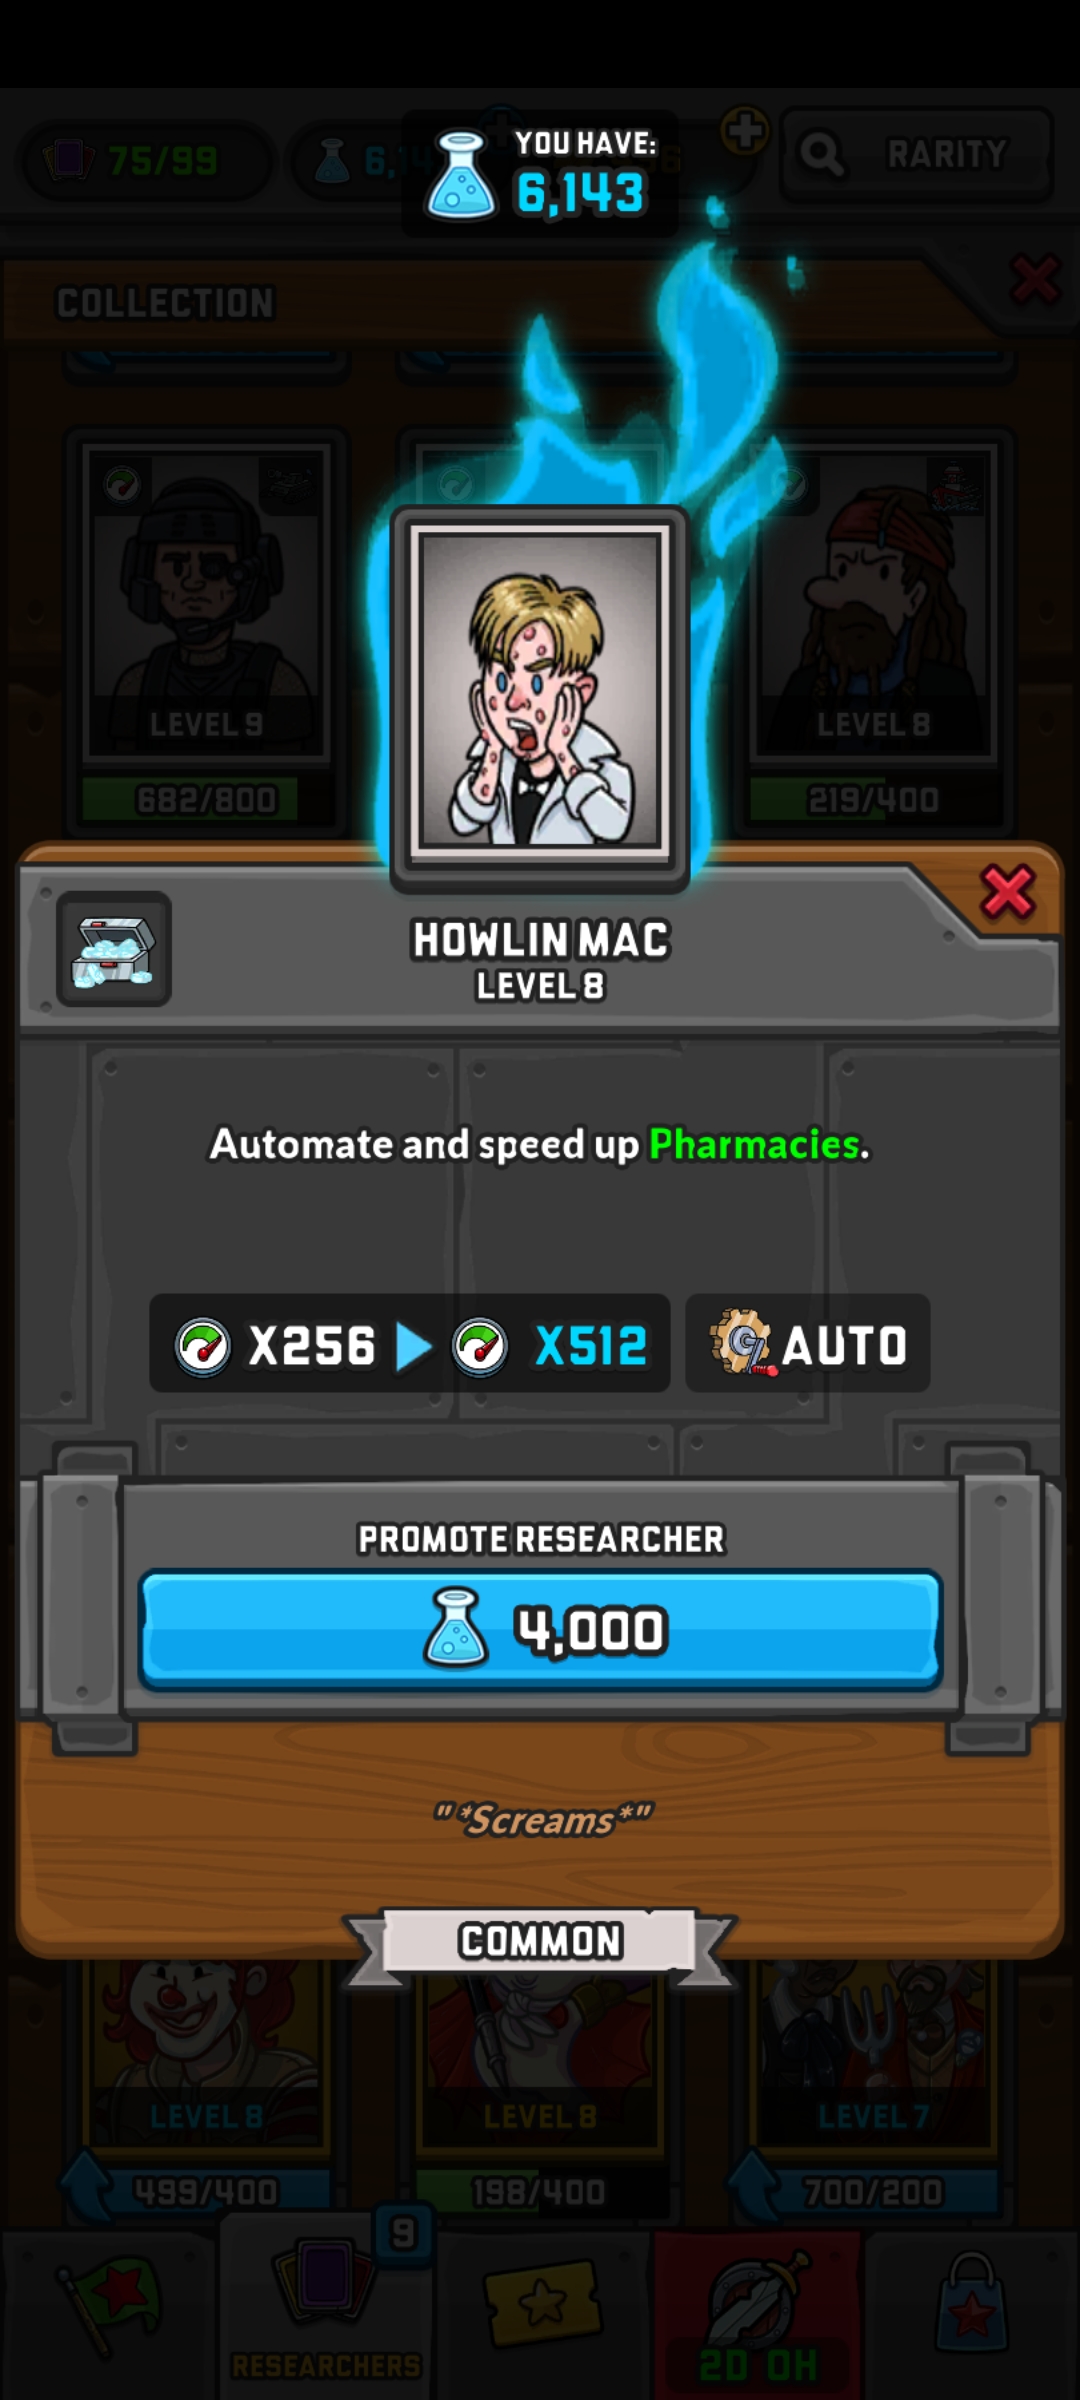 75/99
6,14
YOU HAVE:
6,143
6
RARITY
COLLECTION
LEVEL 9
LEVEL 8
682/800
219/400
HOWLIN MAC
LEVEL 8
Automate and speed up Pharmacies.
X256
X512
AUTO
PROMOTE RESEARCHER
4,000
"*Screams*"
COMMON
LEVEL 8
LEVEL 8
LEVEL 7
499/400
198/400
700/200
9
RESEARCHERS
2D 0H